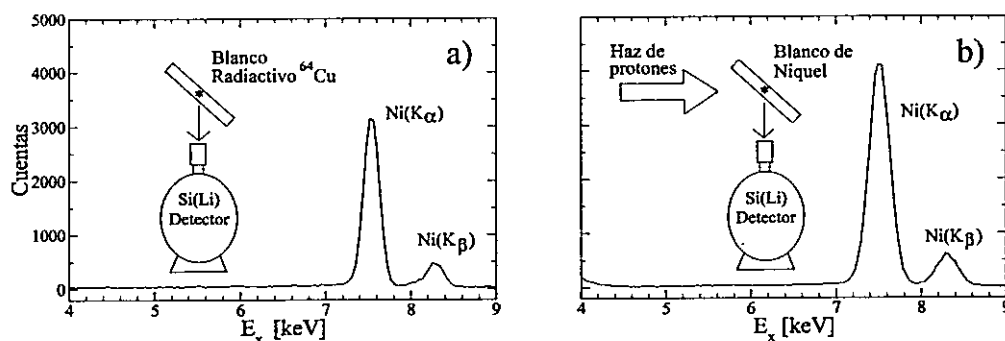 a)
5000
4000
3000
2000
1000
0
Cuentas
Blanco
Radiactivo ⁶⁴Cu
Si(Li)
Detector
Ni(Kα)
Ni(Kβ)
4 5 6 7 8 9
Eₓ [keV]
b)
Haz de
protones
Blanco de
Niquel
Si(Li)
Detector
Ni(Kα)
Ni(Kβ)
4 5 6 7 8 9
Eₓ [keV]